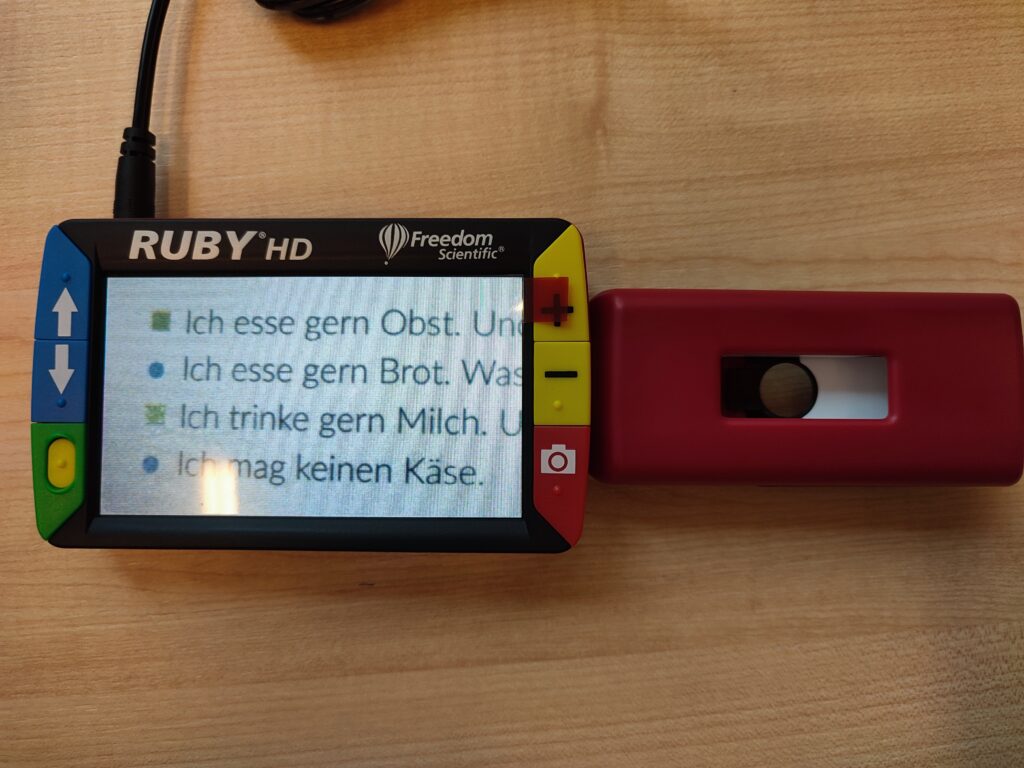 RUBY® HD
Freedom
Scientific®
Ich esse gern Obst. Und
Ich esse gern Brot. Was
Ich trinke gern Milch. U
Ich mag keinen Käse.
+
−